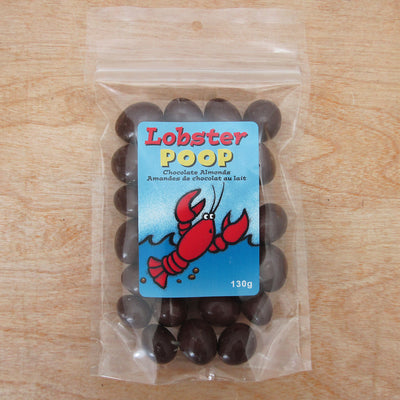 Lobster
POOP
Chocolate Almonds
Amandes de chocolat au lait
130g